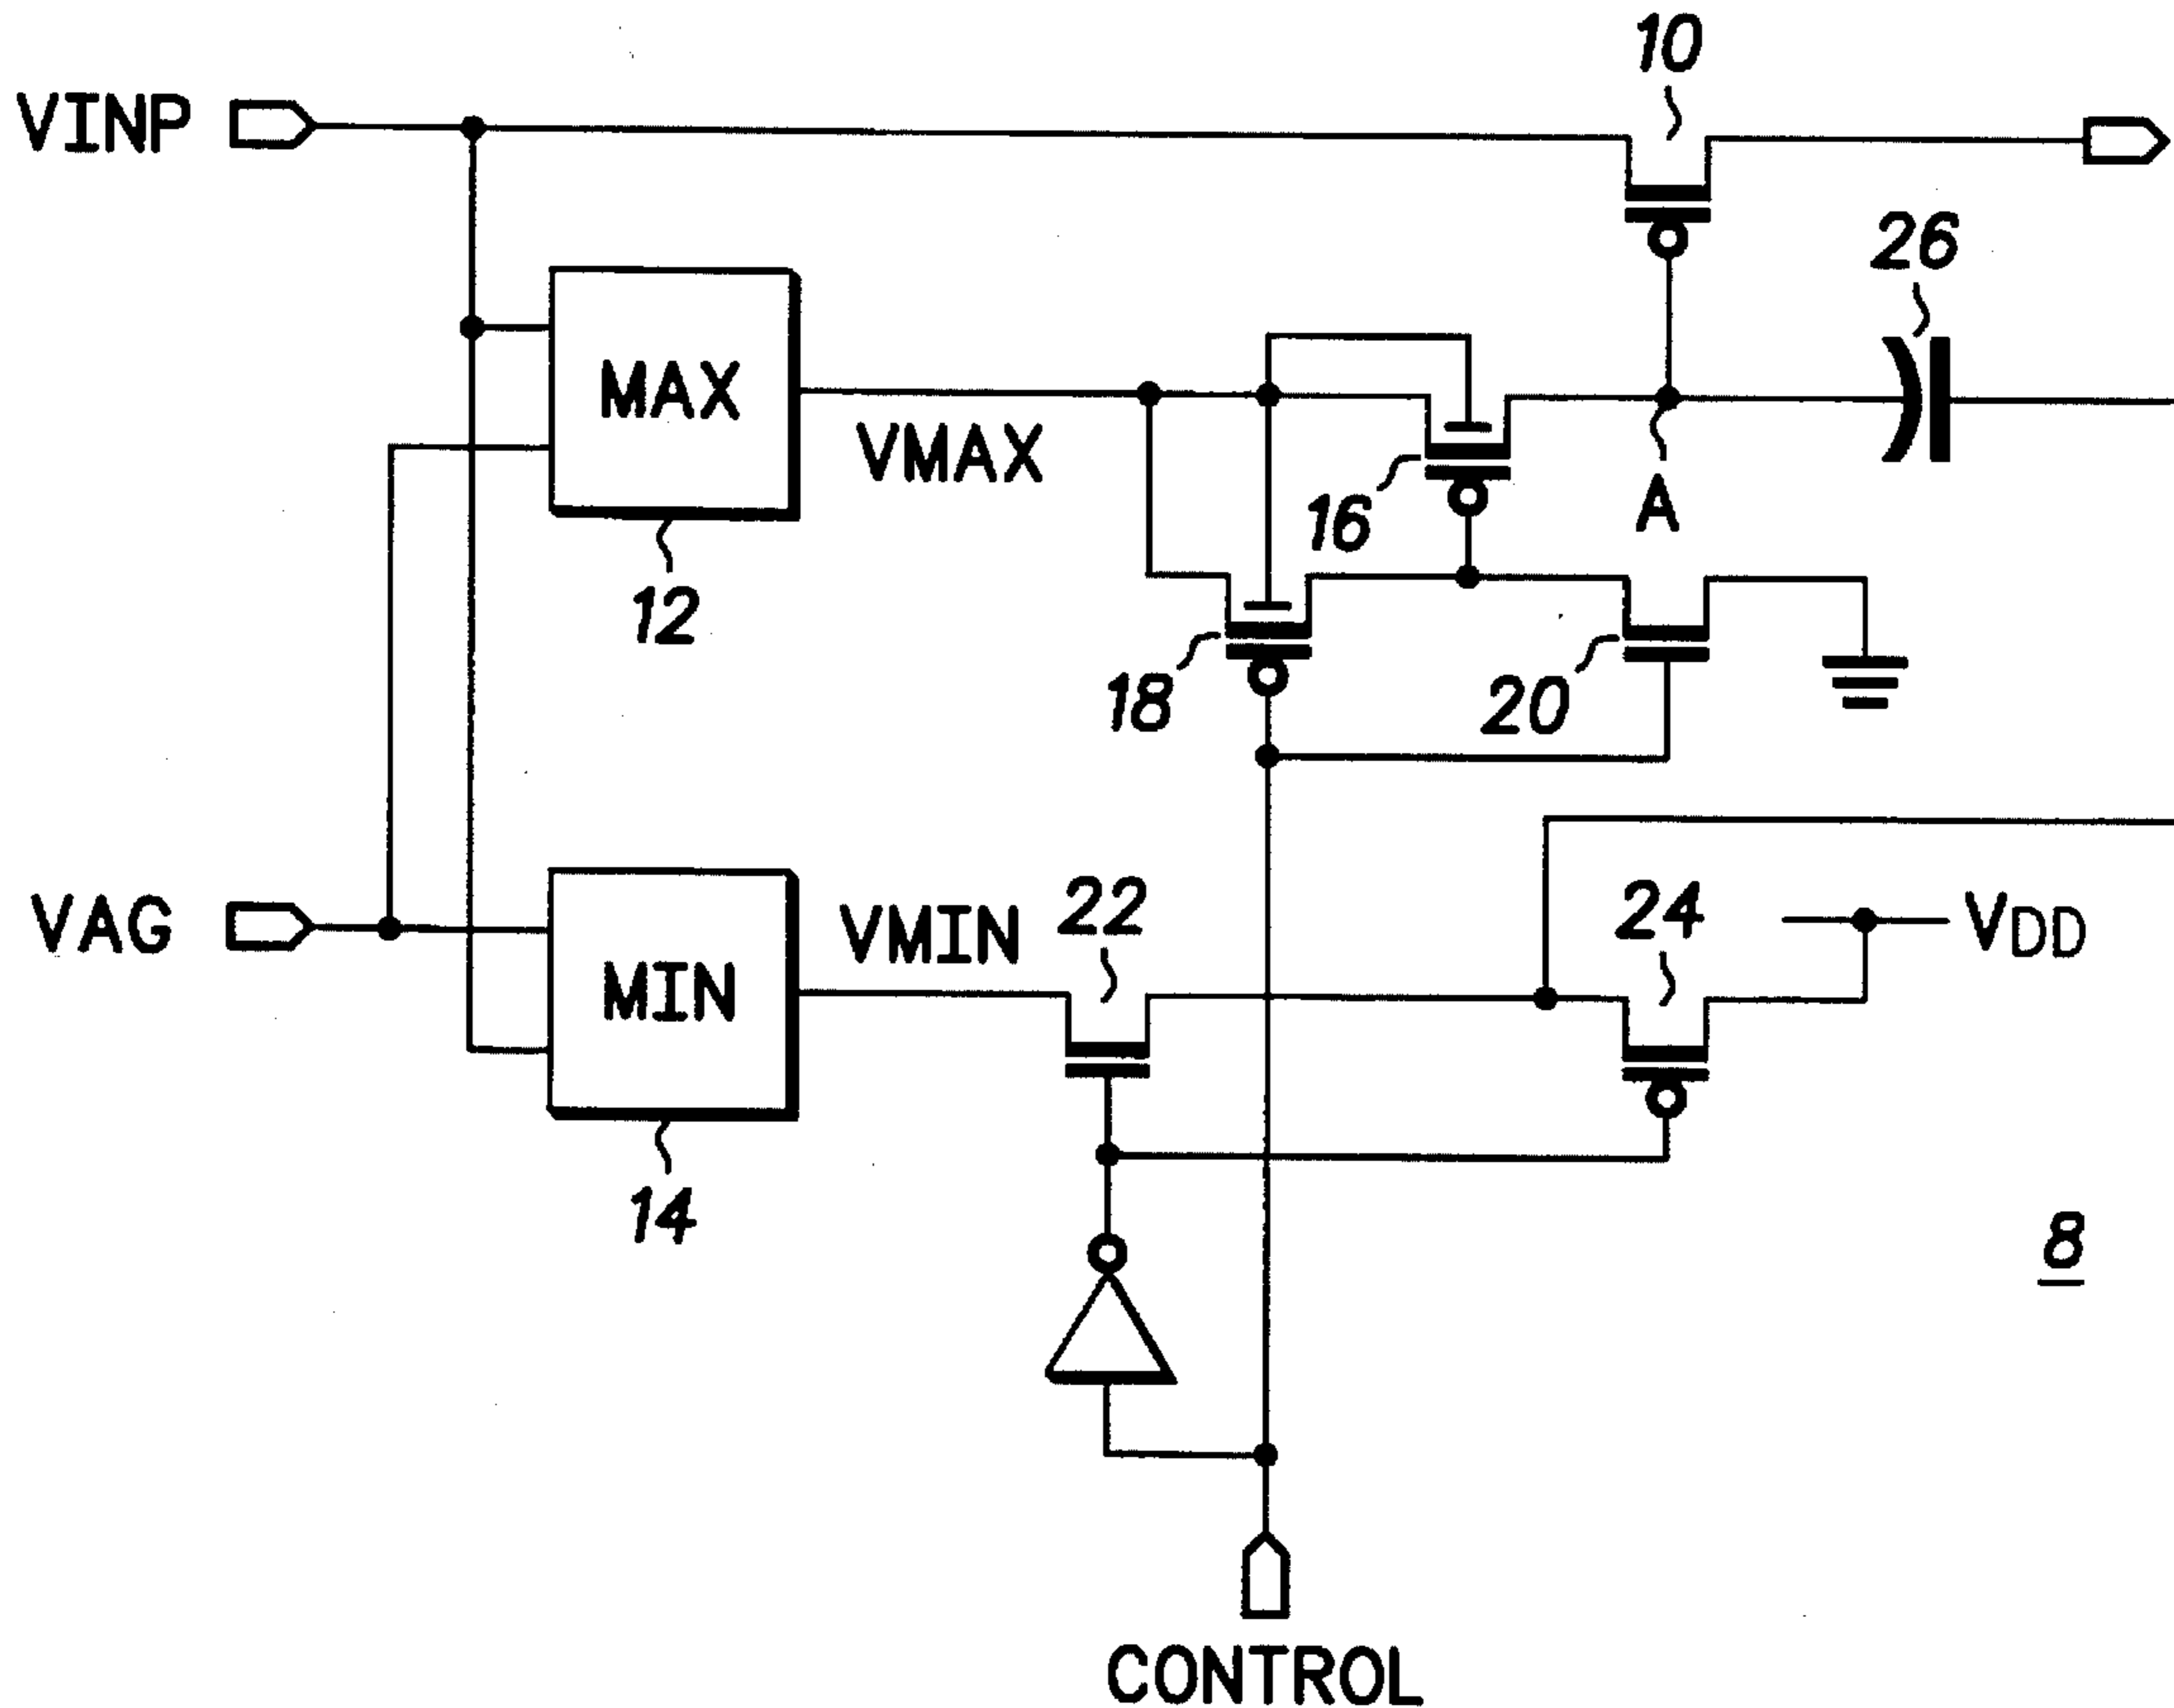 10
VINP
26
MAX
VMAX
16
A
12
18
20
VAG
VMIN
22
24
VDD
MIN
14
8
CONTROL